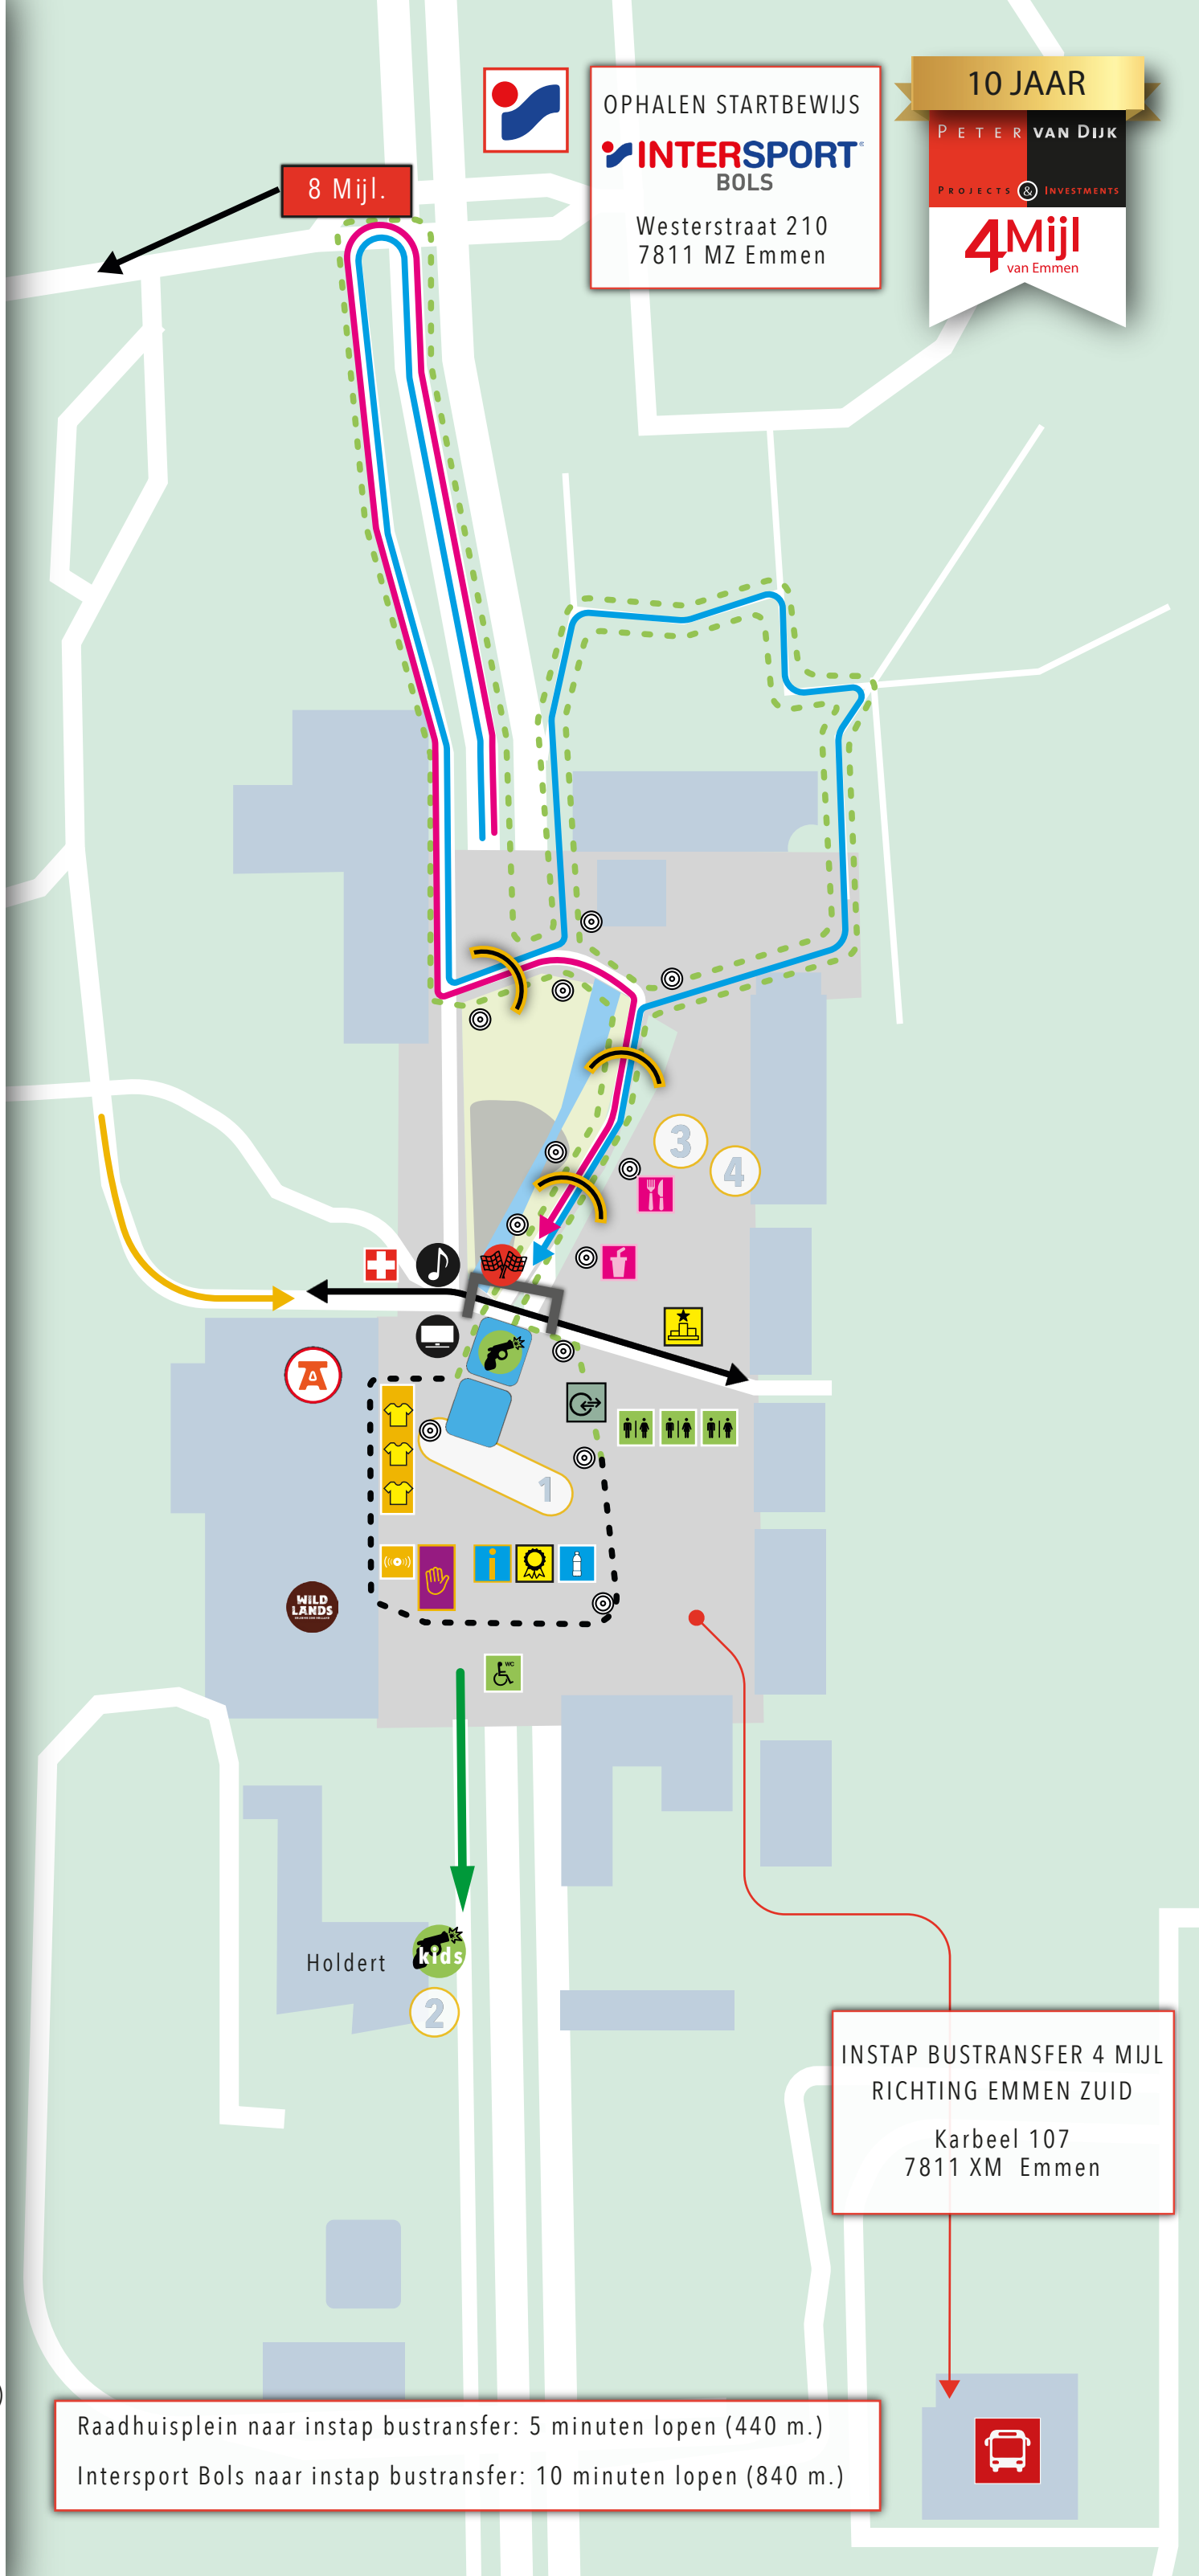 10 JAAR
PETER VAN DIJK
PROJECTS & INVESTMENTS
4 Mijl
van Emmen
OPHALEN STARTBEWIJS
INTERSPORT
BOLS
Westerstraat 210
7811 MZ Emmen
8 Mijl.
3
4
1
WILD
LANDS
WC
Holdert
kids
2
INSTAP BUSTRANSFER 4 MIJL
RICHTING EMMEN ZUID
Karbeel 107
7811 XM Emmen
Raadhuisplein naar instap bustransfer: 5 minuten lopen (440 m.)
Intersport Bols naar instap bustransfer: 10 minuten lopen (840 m.)